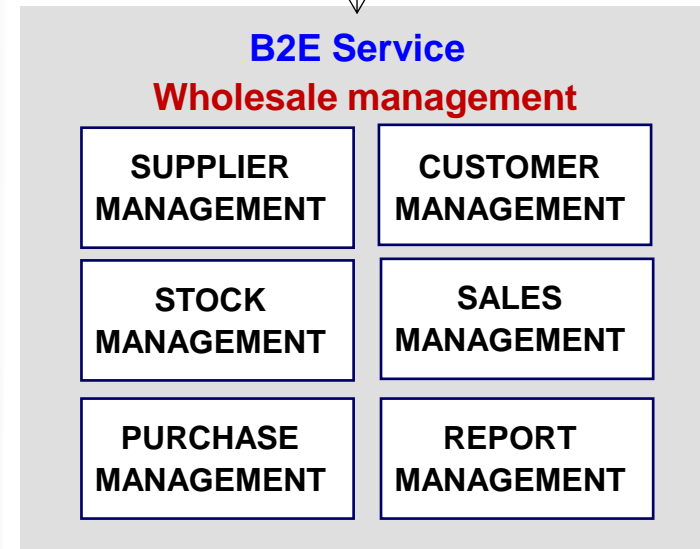 B2E Service
Wholesale management
SUPPLIER
MANAGEMENT
CUSTOMER
MANAGEMENT
STOCK
MANAGEMENT
SALES
MANAGEMENT
PURCHASE
MANAGEMENT
REPORT
MANAGEMENT